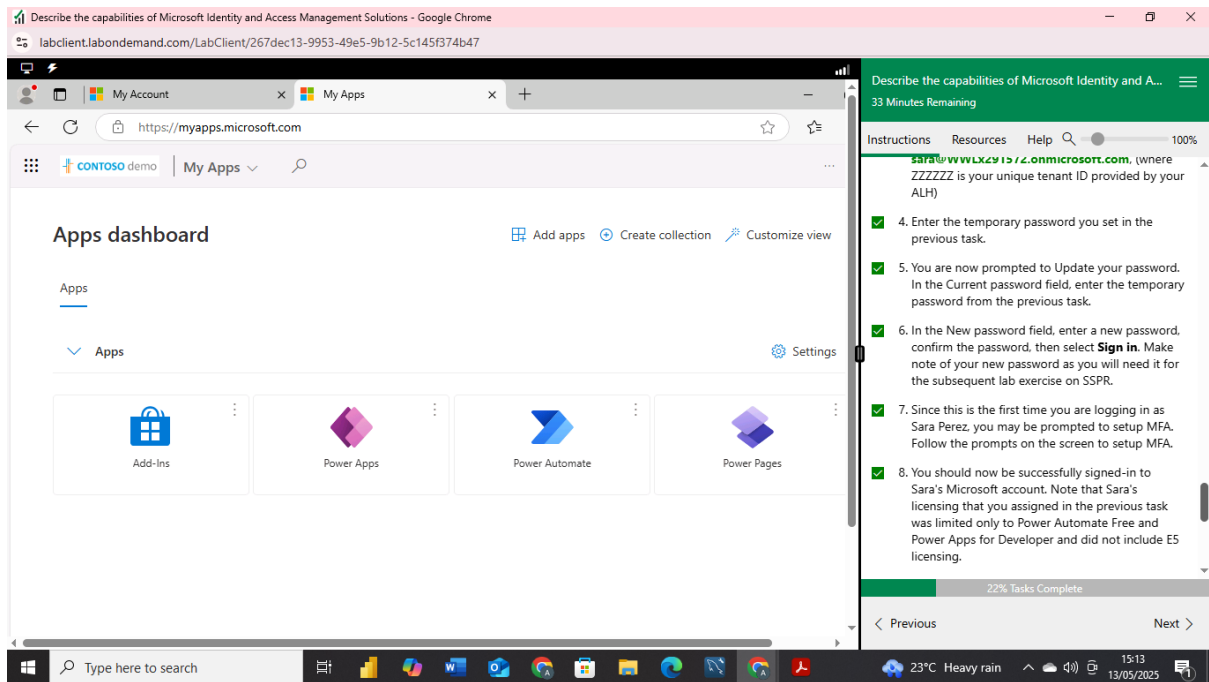 Describe the capabilities of Microsoft Identity and Access Management Solutions - Google Chrome
labclient.labondemand.com/LabClient/267dec13-9953-49e5-9b12-5c145f374b47
My Account
My Apps
https://myapps.microsoft.com
CONTOSO demo
My Apps
Apps dashboard
Add apps
Create collection
Customize view
Apps
Apps
Settings
Add-Ins
Power Apps
Power Automate
Power Pages
Describe the capabilities of Microsoft Identity and A...
33 Minutes Remaining
Instructions Resources Help 100%
sara@WWLx291572.onmicrosoft.com, (where
ZZZZZZ is your unique tenant ID provided by your
ALH)
4. Enter the temporary password you set in the
previous task.
5. You are now prompted to Update your password.
In the Current password field, enter the temporary
password from the previous task.
6. In the New password field, enter a new password,
confirm the password, then select Sign in. Make
note of your new password as you will need it for
the subsequent lab exercise on SSPR.
7. Since this is the first time you are logging in as
Sara Perez, you may be prompted to setup MFA.
Follow the prompts on the screen to setup MFA.
8. You should now be successfully signed-in to
Sara's Microsoft account. Note that Sara's
licensing that you assigned in the previous task
was limited only to Power Automate Free and
Power Apps for Developer and did not include E5
licensing.
22% Tasks Complete
Previous
Next
Type here to search
23°C Heavy rain
15:13
13/05/2025
1